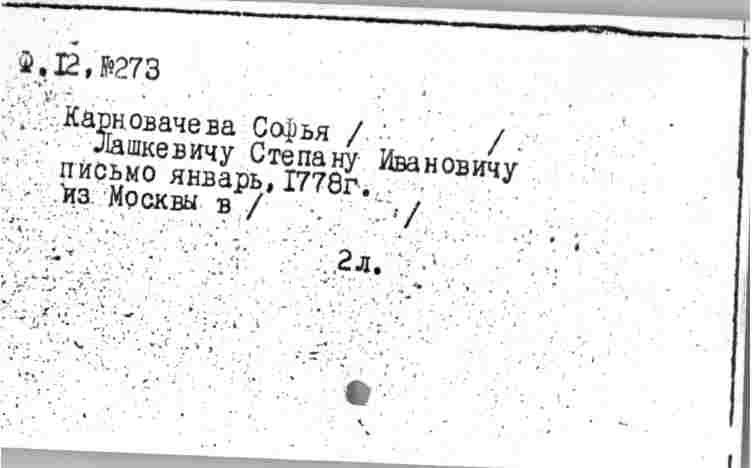 Ф.12,№273
Карновачева Софья /          /
Лашкевичу Степану Ивановичу
письмо январь,1778г.
из Москвы в /          /
2л.